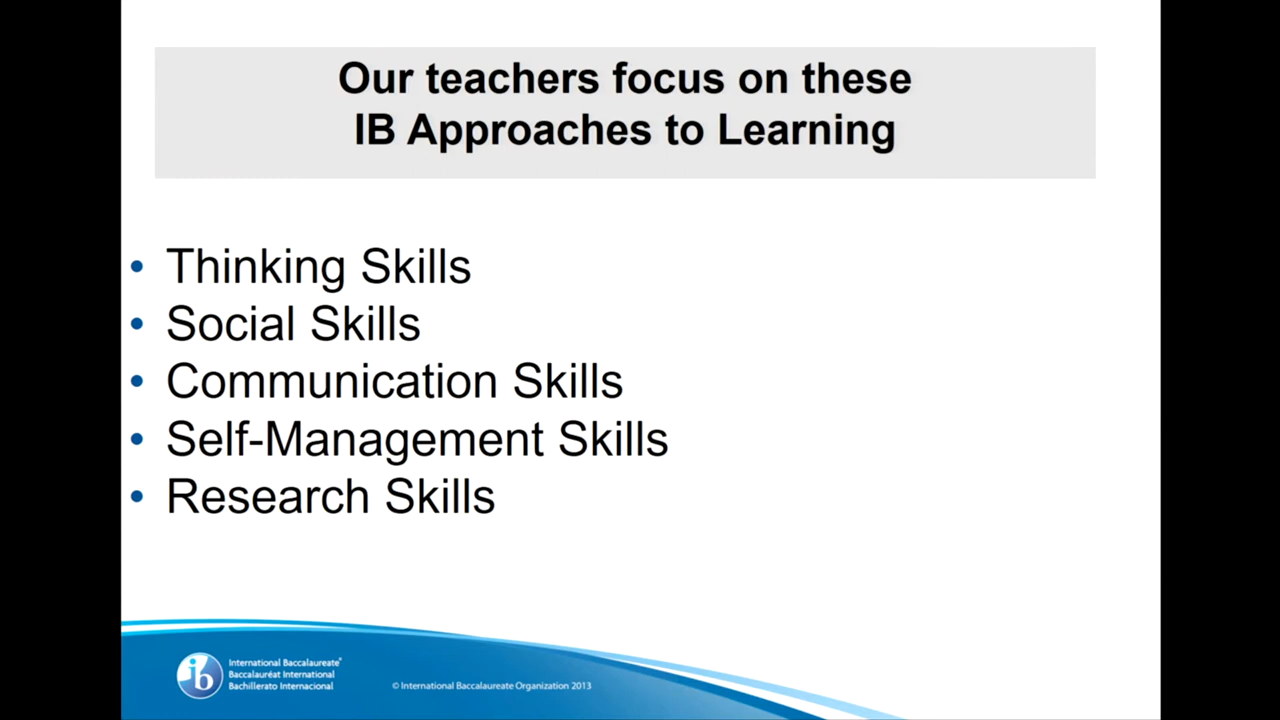 Our teachers focus on these
IB Approaches to Learning
• Thinking Skills
• Social Skills
• Communication Skills
• Self-Management Skills
• Research Skills
ib
International Baccalaureate®
Baccalauréat International
Bachillerato Internacional
© International Baccalaureate Organization 2013